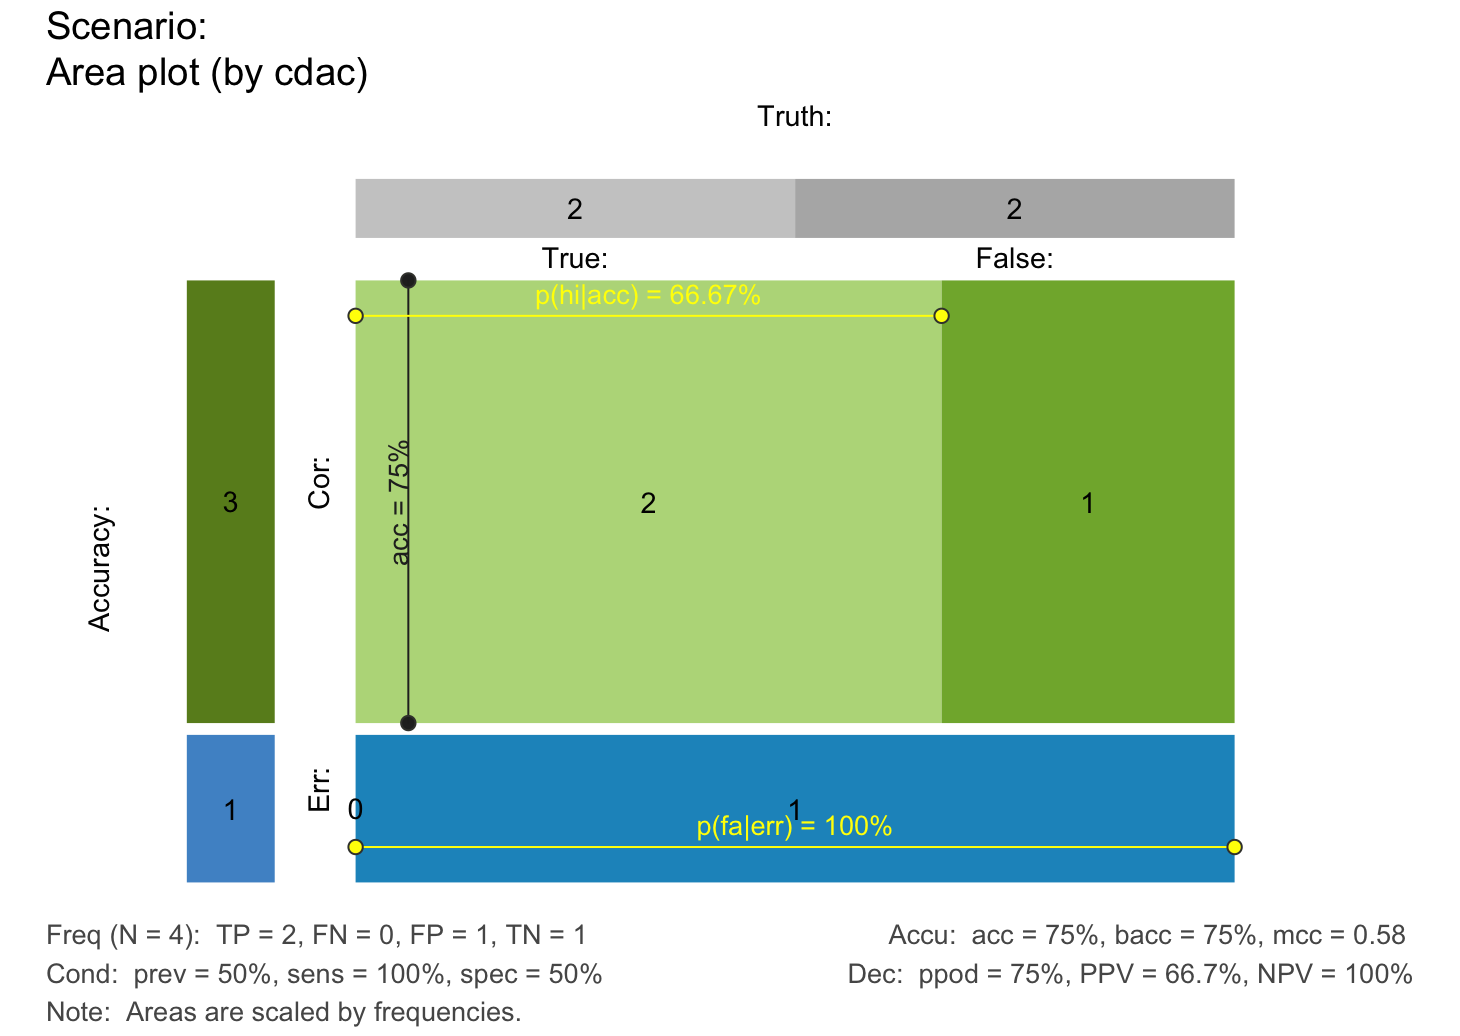 Scenario:
Area plot (by cdac)
Truth:
2 2
True: False:
p(hi|acc) = 66.67%
Accuracy:
3
Cor:
acc = 75%
2
1
1
Err:
0
1
p(fa|err) = 100%
Freq (N = 4):  TP = 2, FN = 0, FP = 1, TN = 1
Accu:  acc = 75%, bacc = 75%, mcc = 0.58
Cond:  prev = 50%, sens = 100%, spec = 50%
Dec:  ppod = 75%, PPV = 66.7%, NPV = 100%
Note:  Areas are scaled by frequencies.